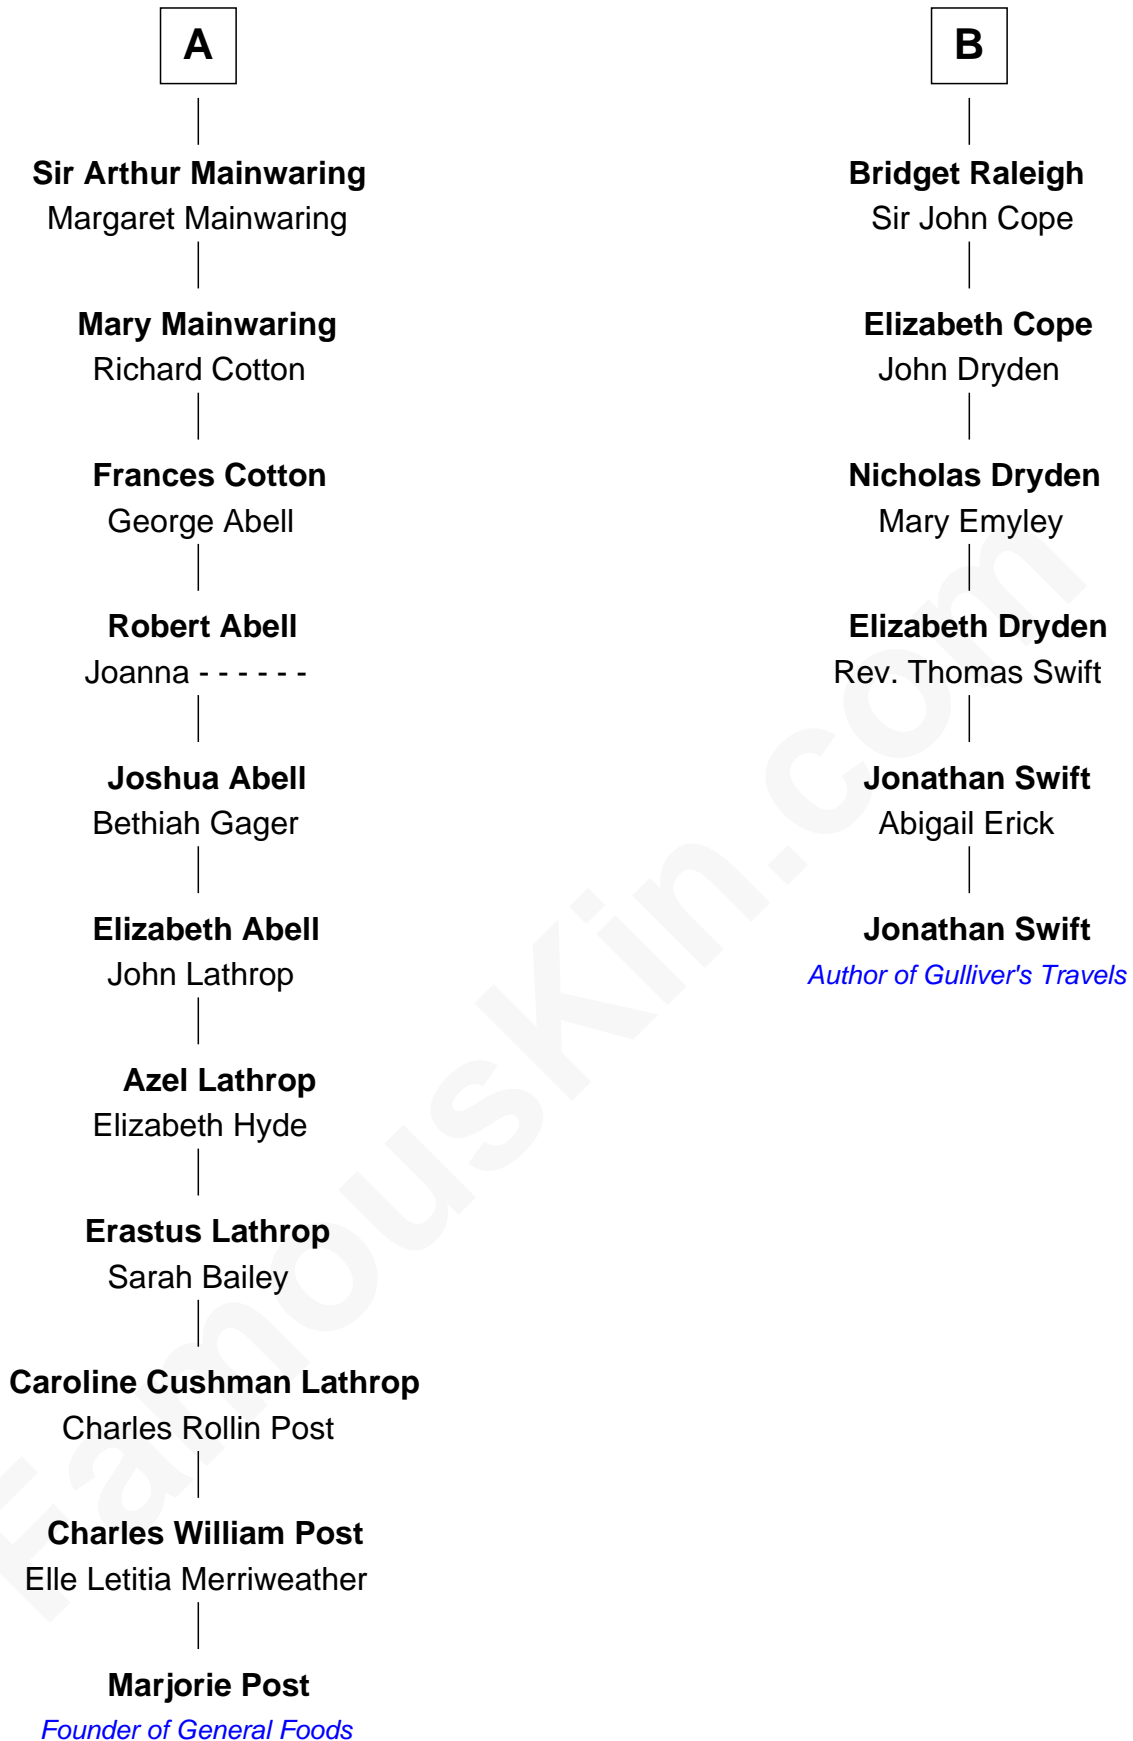 A
Sir Arthur Mainwaring
Margaret Mainwaring
Mary Mainwaring
Richard Cotton
Frances Cotton
George Abell
Robert Abell
Joanna - - - - - -
Joshua Abell
Bethiah Gager
Elizabeth Abell
John Lathrop
Azel Lathrop
Elizabeth Hyde
Erastus Lathrop
Sarah Bailey
Caroline Cushman Lathrop
Charles Rollin Post
Charles William Post
Elle Letitia Merriweather
Marjorie Post
Founder of General Foods
B
Bridget Raleigh
Sir John Cope
Elizabeth Cope
John Dryden
Nicholas Dryden
Mary Emyley
Elizabeth Dryden
Rev. Thomas Swift
Jonathan Swift
Abigail Erick
Jonathan Swift
Author of Gulliver's Travels
FamousKin.com